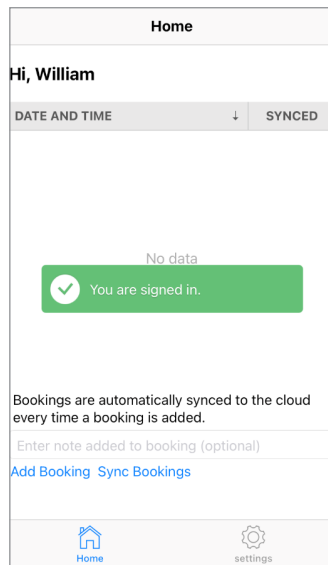 Home
Hi, William
DATE AND TIME ↓ SYNCED
No data
You are signed in.
Bookings are automatically synced to the cloud
every time a booking is added.
Enter note added to booking (optional)
Add Booking Sync Bookings
Home settings